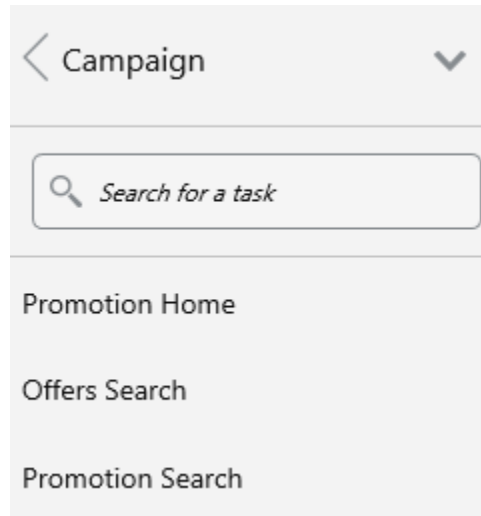 Campaign
Search for a task
Promotion Home
Offers Search
Promotion Search